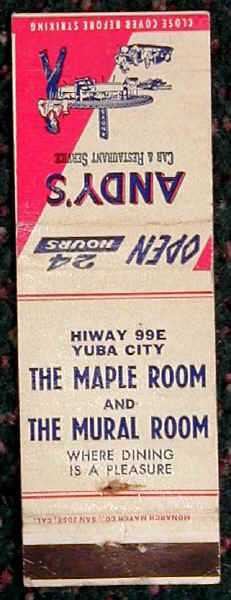 CLOSE COVER BEFORE STRIKING
ANDY'S
CAR & RESTAURANT SERVICE
ANDY'S
OPEN
24
HOURS
HIWAY 99E
YUBA CITY
THE MAPLE ROOM
AND
THE MURAL ROOM
WHERE DINING
IS A PLEASURE
MONARCH MATCH CO., SAN JOSE, CAL.